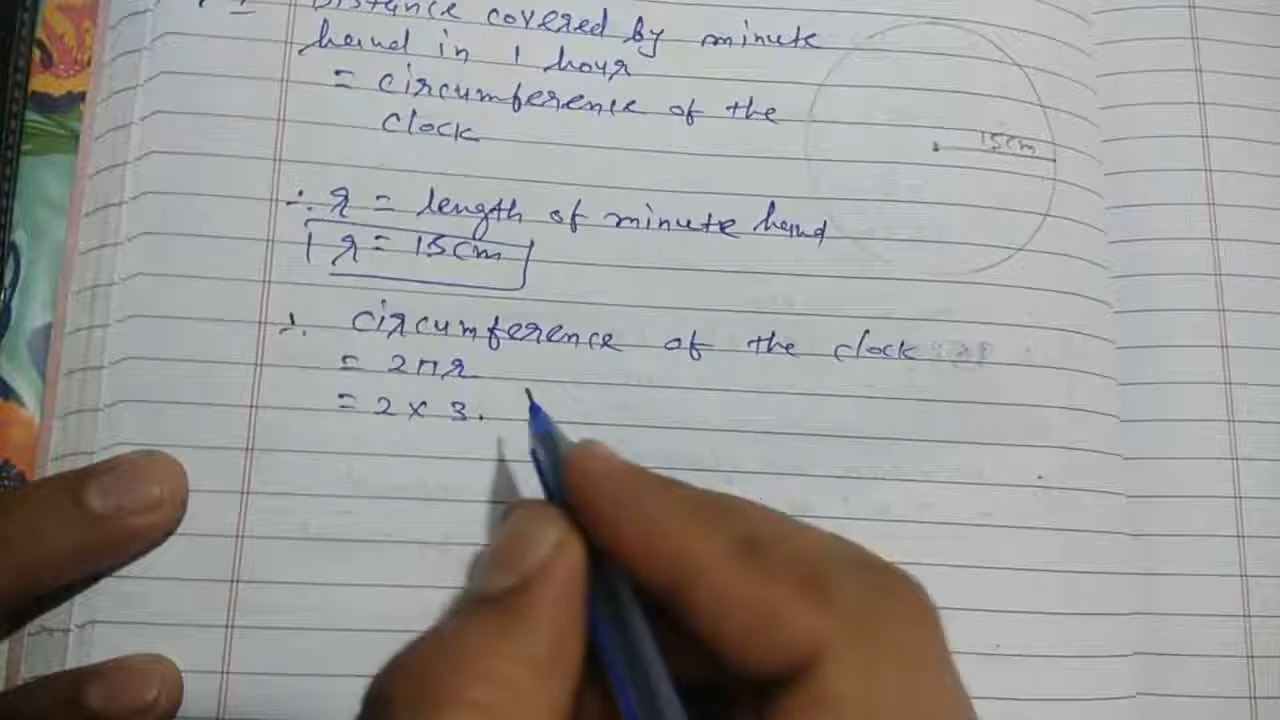 Distance covered by minute
hand in 1 hour
= circumference of the
clock
15cm
∴ r = length of minute hand
r = 15cm
∴ circumference of the clock
= 2πr
= 2 × 3.